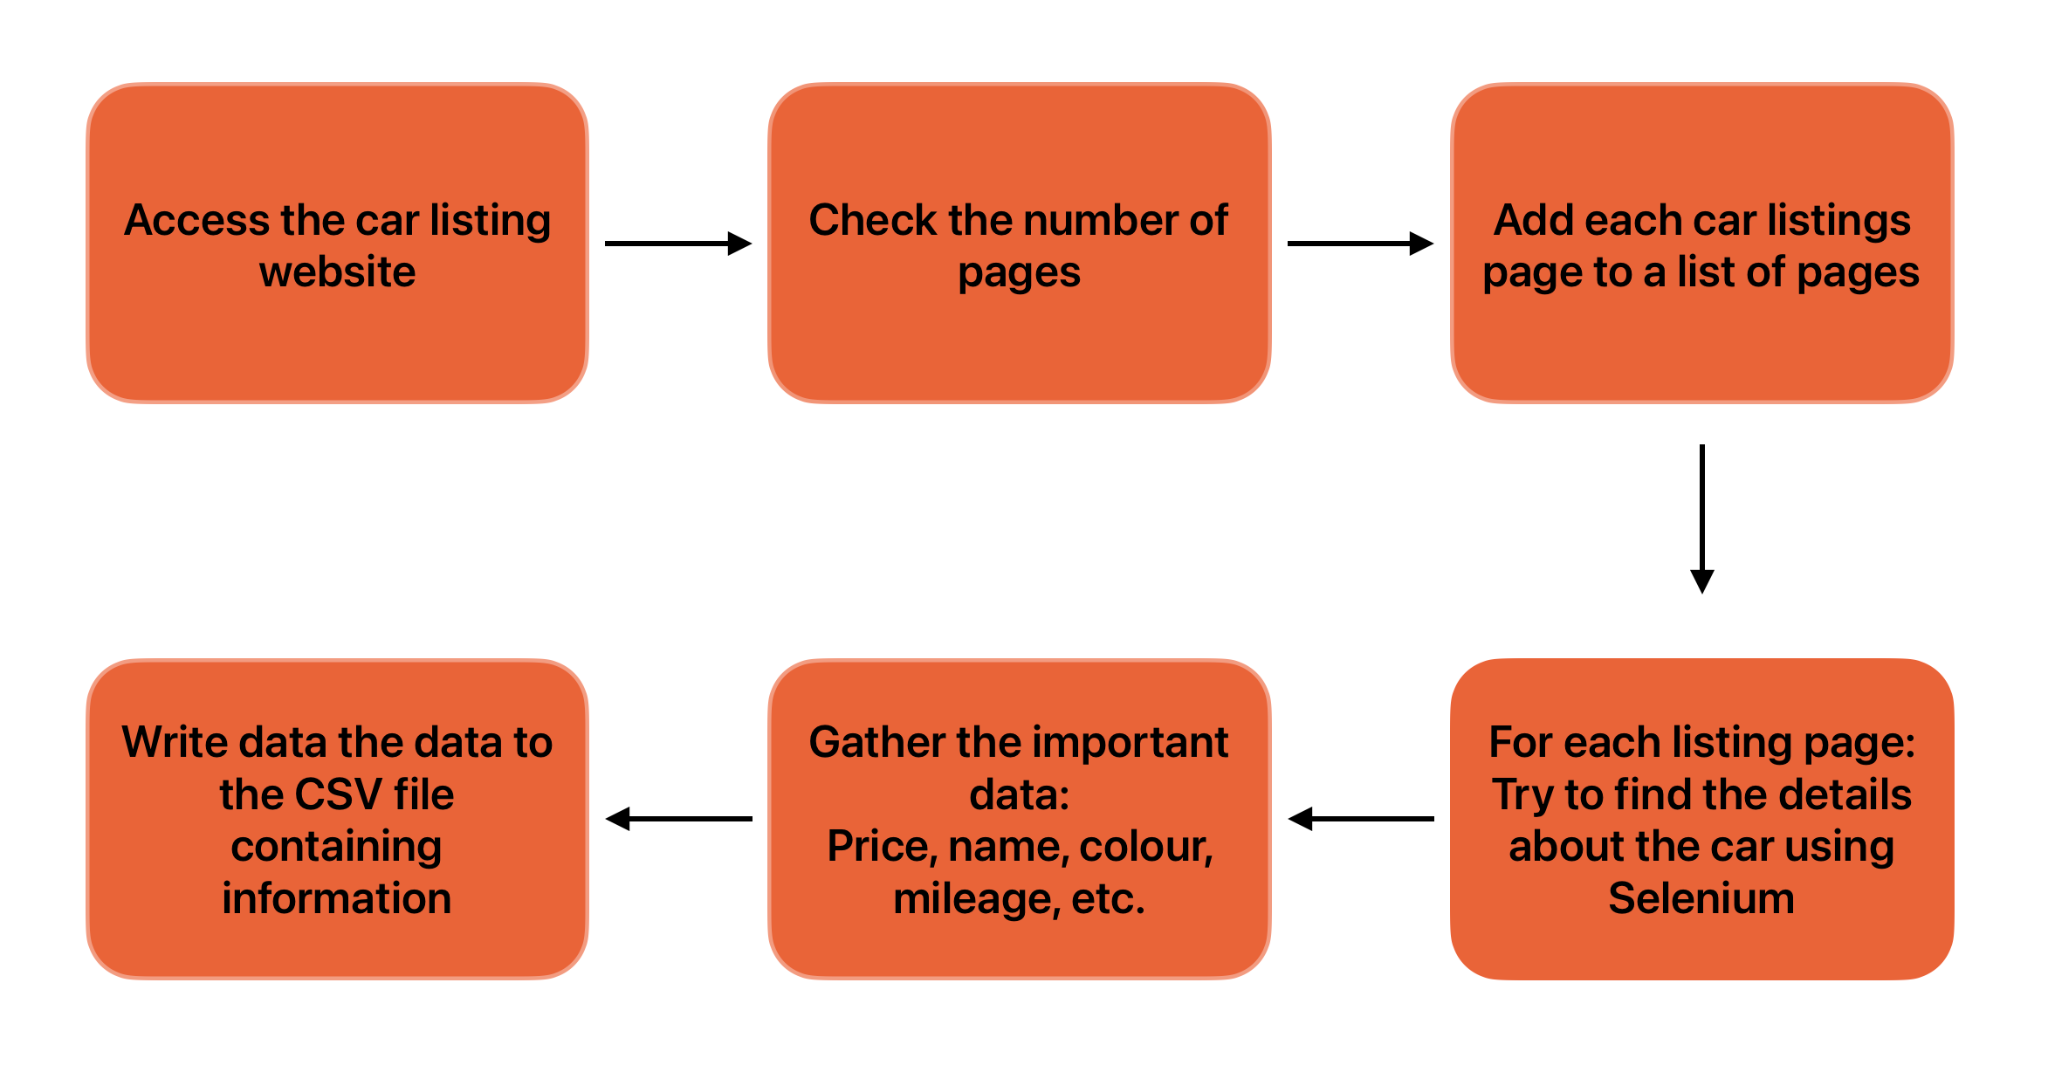 Access the car listing
website
Check the number of
pages
Add each car listings
page to a list of pages
For each listing page:
Try to find the details
about the car using
Selenium
Gather the important
data:
Price, name, colour,
mileage, etc.
Write data the data to
the CSV file
containing
information